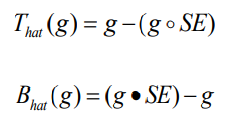 T_hat (g) = g − (g ∘ SE)
B_hat (g) = (g • SE) − g